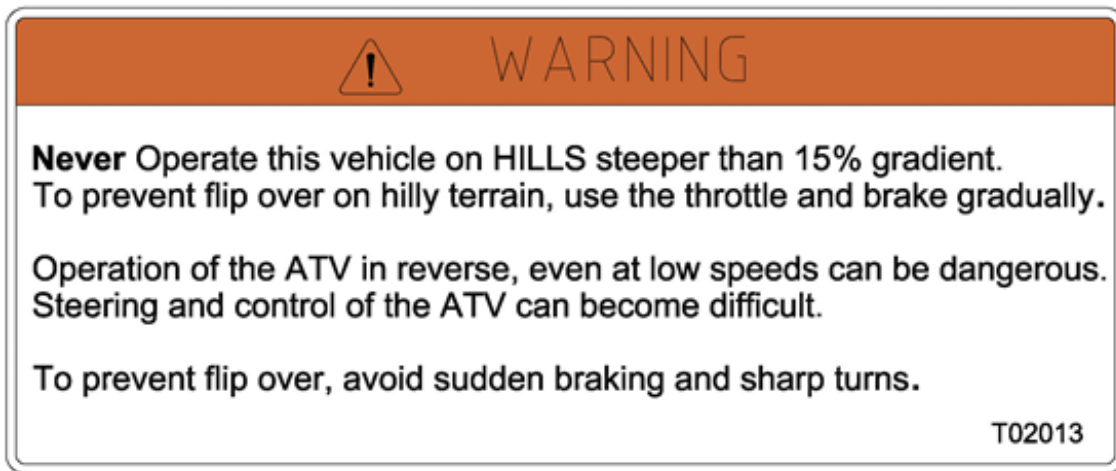 WARNING
Never Operate this vehicle on HILLS steeper than 15% gradient.
To prevent flip over on hilly terrain, use the throttle and brake gradually.
Operation of the ATV in reverse, even at low speeds can be dangerous.
Steering and control of the ATV can become difficult.
To prevent flip over, avoid sudden braking and sharp turns.
T02013